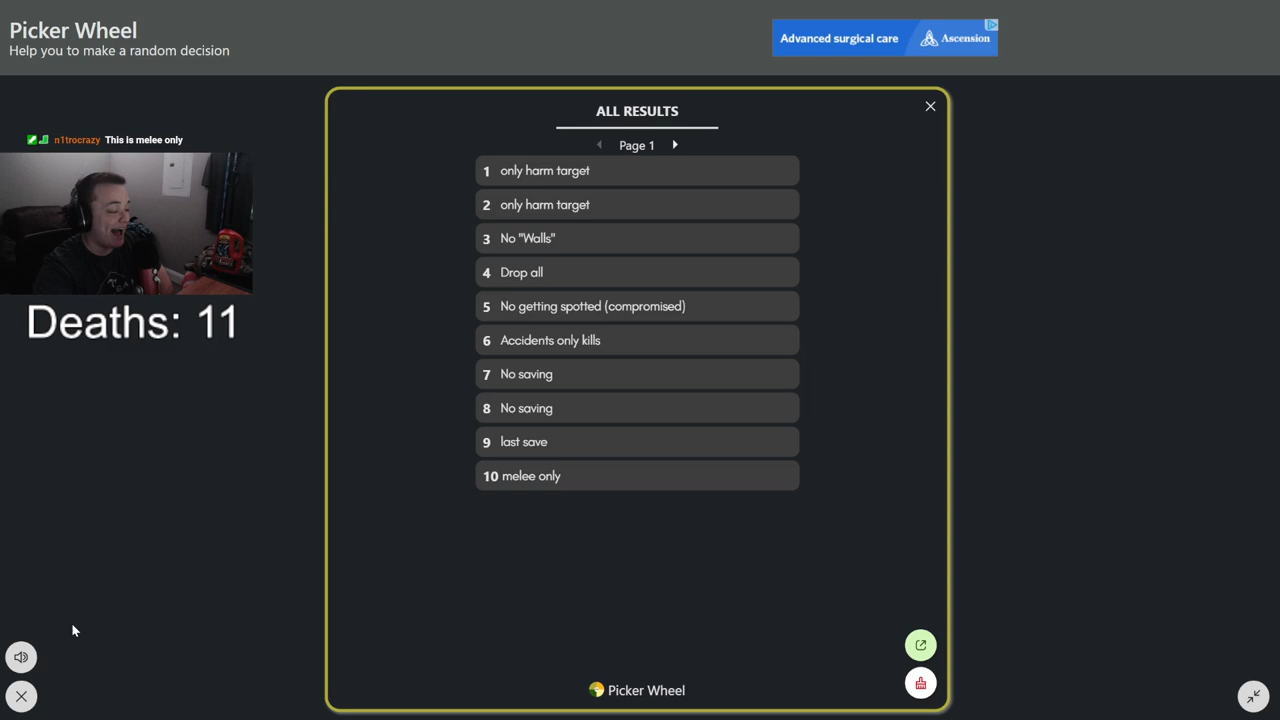 Picker Wheel
Help you to make a random decision
Advanced surgical care
Ascension
n1trocrazy This is melee only
Deaths: 11
ALL RESULTS
Page 1
1 only harm target
2 only harm target
3 No "Walls"
4 Drop all
5 No getting spotted (compromised)
6 Accidents only kills
7 No saving
8 No saving
9 last save
10 melee only
Picker Wheel